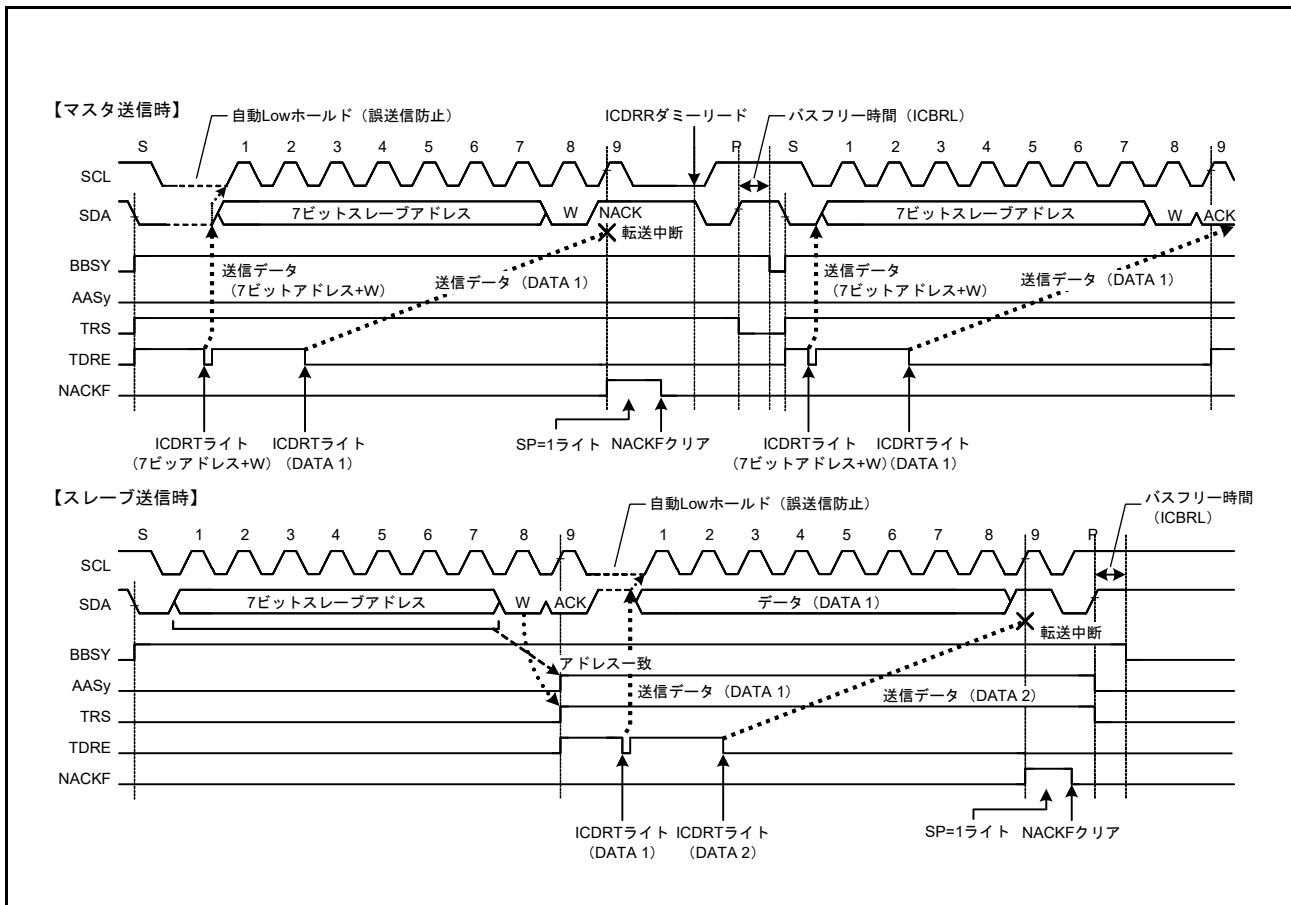 【マスタ送信時】
自動Lowホールド（誤送信防止）
ICDRRダミーリード
バスフリー時間（ICBRL）
S 1 2 3 4 5 6 7 8 9 P S 1 2 3 4 5 6 7 8 9
SCL
SDA 7ビットスレーブアドレス W NACK 7ビットスレーブアドレス W ACK
転送中断
BBSY
送信データ
（7ビットアドレス+W）
送信データ（DATA 1）
送信データ
（7ビットアドレス+W）
送信データ（DATA 1）
AASy
TRS
TDRE
NACKF
ICDRTライト
（7ビッアドレス+W）
ICDRTライト
（DATA 1）
SP=1ライト NACKFクリア
ICDRTライト
（7ビットアドレス+W）
ICDRTライト
（DATA 1）
【スレーブ送信時】
自動Lowホールド（誤送信防止）
バスフリー時間
（ICBRL）
S 1 2 3 4 5 6 7 8 9 1 2 3 4 5 6 7 8 9 P
SCL
SDA 7ビットスレーブアドレス W ACK データ（DATA 1）
転送中断
BBSY
アドレス一致
AASy
送信データ（DATA 1） 送信データ（DATA 2）
TRS
TDRE
NACKF
ICDRTライト
（DATA 1）
ICDRTライト
（DATA 2）
SP=1ライト NACKFクリア